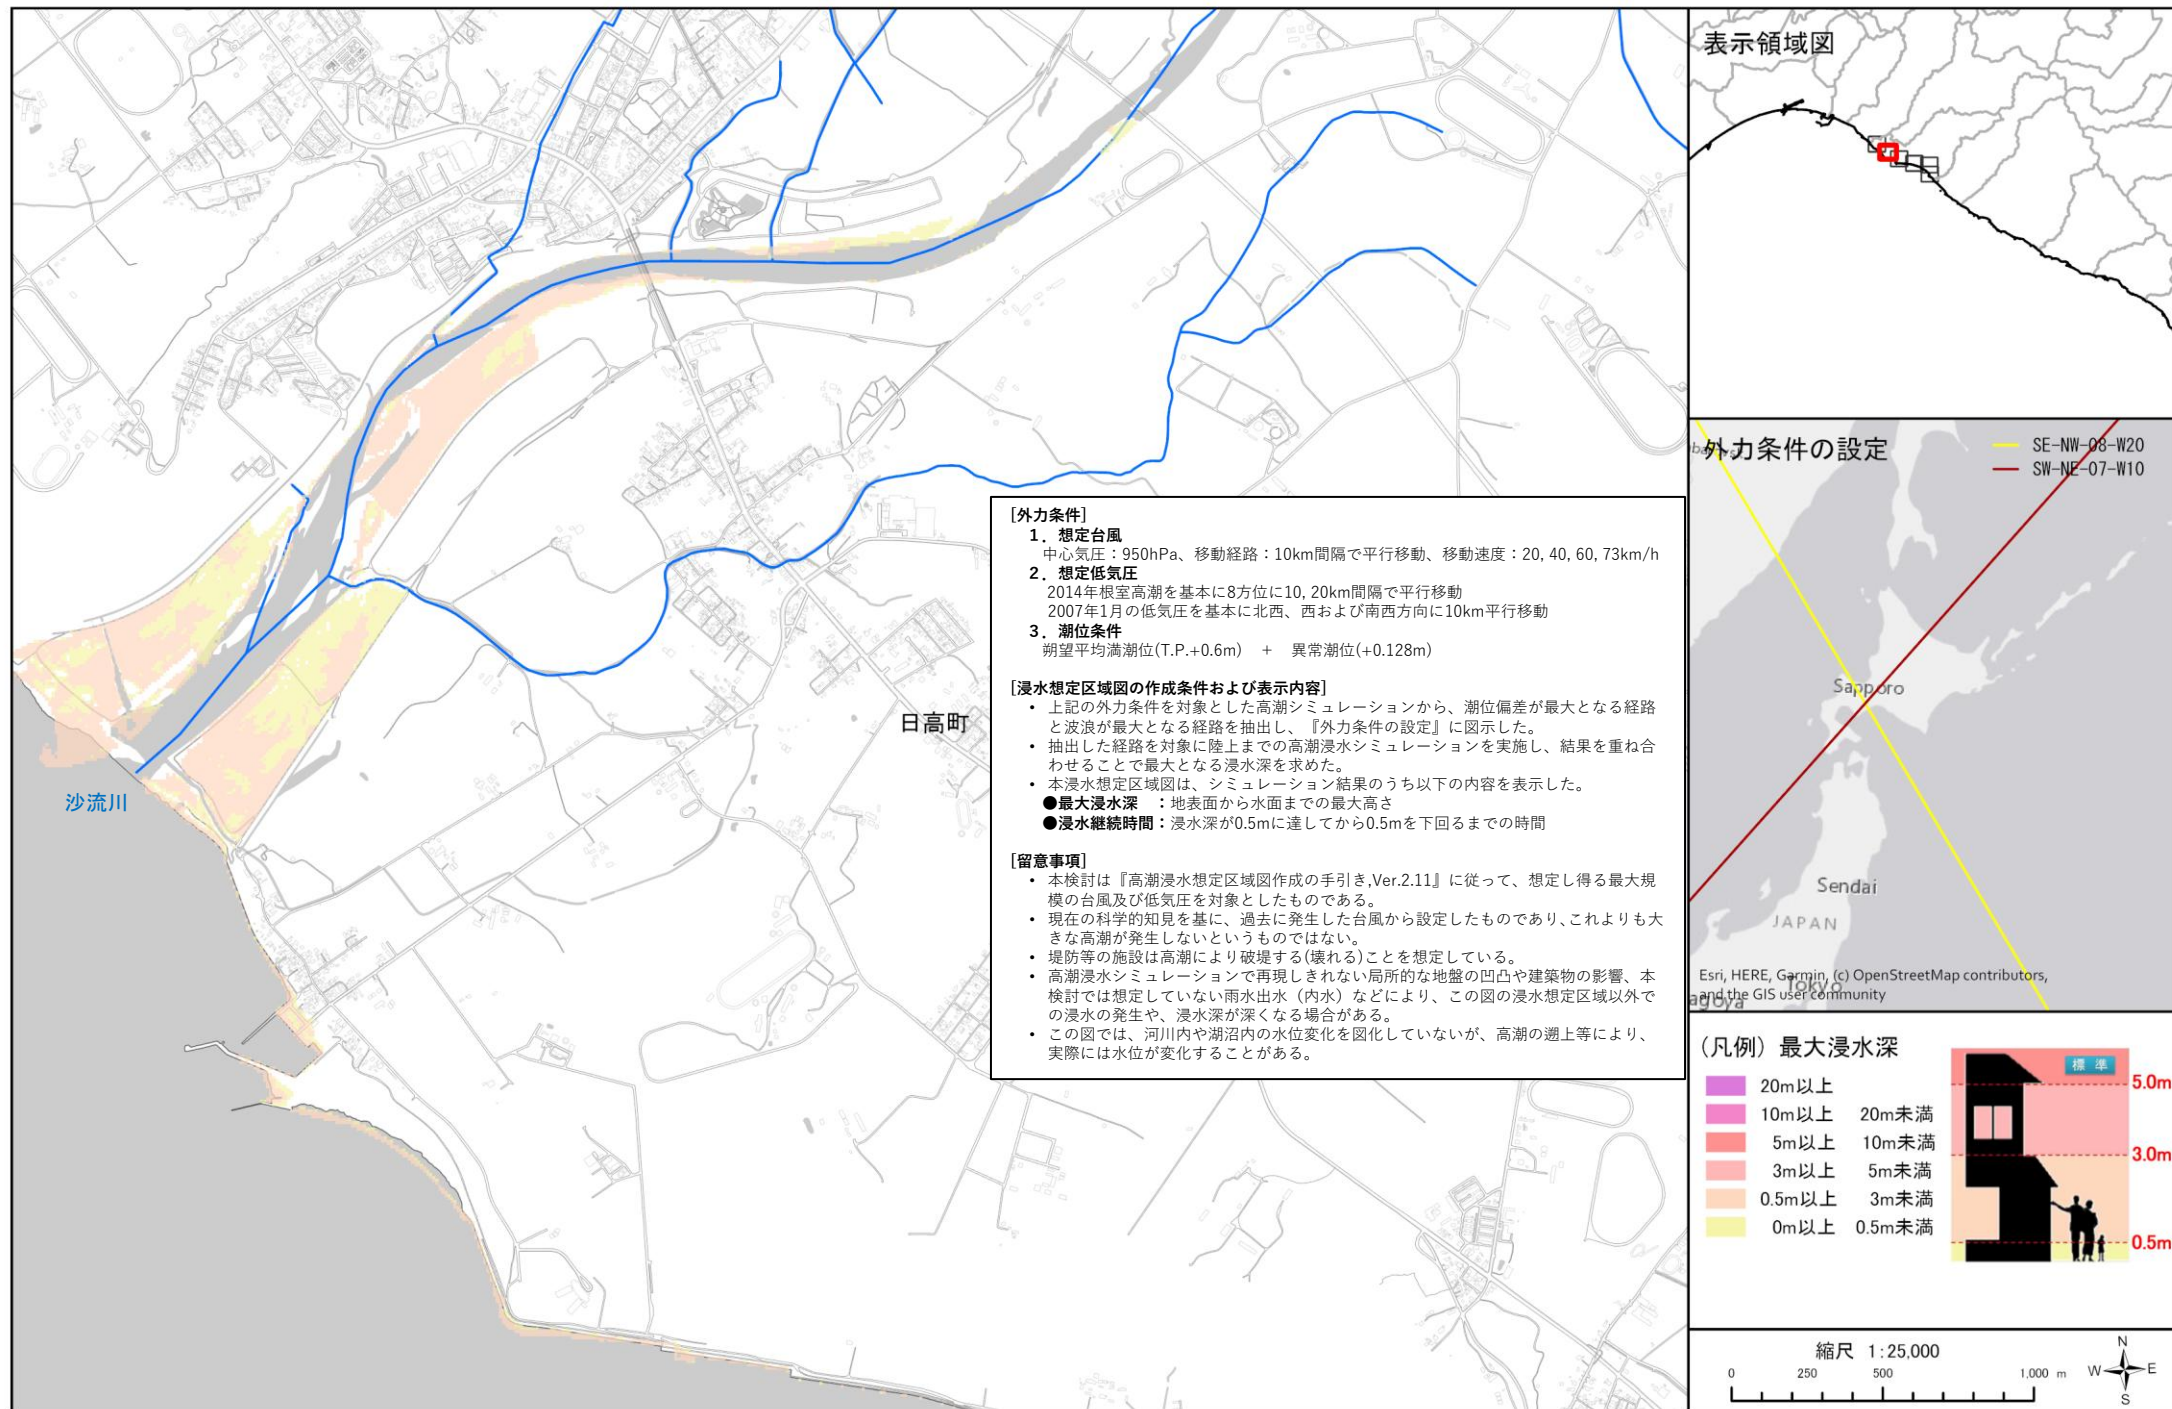 日高町
沙流川
[外力条件]
1．想定台風
中心気圧：950hPa、移動経路：10km間隔で平行移動、移動速度：20, 40, 60, 73km/h
2．想定低気圧
2014年根室高潮を基本に8方位に10, 20km間隔で平行移動
2007年1月の低気圧を基本に北西、西および南西方向に10km平行移動
3．潮位条件
朔望平均満潮位(T.P.+0.6m)　+　異常潮位(+0.128m)
[浸水想定区域図の作成条件および表示内容]
• 上記の外力条件を対象とした高潮シミュレーションから、潮位偏差が最大となる経路
と波浪が最大となる経路を抽出し、『外力条件の設定』に図示した。
• 抽出した経路を対象に陸上までの高潮浸水シミュレーションを実施し、結果を重ね合
わせることで最大となる浸水深を求めた。
• 本浸水想定区域図は、シミュレーション結果のうち以下の内容を表示した。
●最大浸水深　：地表面から水面までの最大高さ
●浸水継続時間：浸水深が0.5mに達してから0.5mを下回るまでの時間
[留意事項]
• 本検討は『高潮浸水想定区域図作成の手引き,Ver.2.11』に従って、想定し得る最大規
模の台風及び低気圧を対象としたものである。
• 現在の科学的知見を基に、過去に発生した台風から設定したものであり、これよりも大
きな高潮が発生しないというものではない。
• 堤防等の施設は高潮により破堤する(壊れる)ことを想定している。
• 高潮浸水シミュレーションで再現しきれない局所的な地盤の凹凸や建築物の影響、本
検討では想定していない雨水出水（内水）などにより、この図の浸水想定区域以外で
の浸水の発生や、浸水深が深くなる場合がある。
• この図では、河川内や湖沼内の水位変化を図化していないが、高潮の遡上等により、
実際には水位が変化することがある。
表示領域図
外力条件の設定
SE-NW-08-W20
SW-NE-07-W10
Sapporo
Sendai
JAPAN
Tokyo
agoya
Esri, HERE, Garmin, (c) OpenStreetMap contributors,
and the GIS user community
（凡例）最大浸水深
20m以上
10m以上　20m未満
5m以上　10m未満
3m以上　5m未満
0.5m以上　3m未満
0m以上　0.5m未満
標準
5.0m
3.0m
0.5m
縮尺 1:25,000
0 250 500 1,000 m
N
W E
S